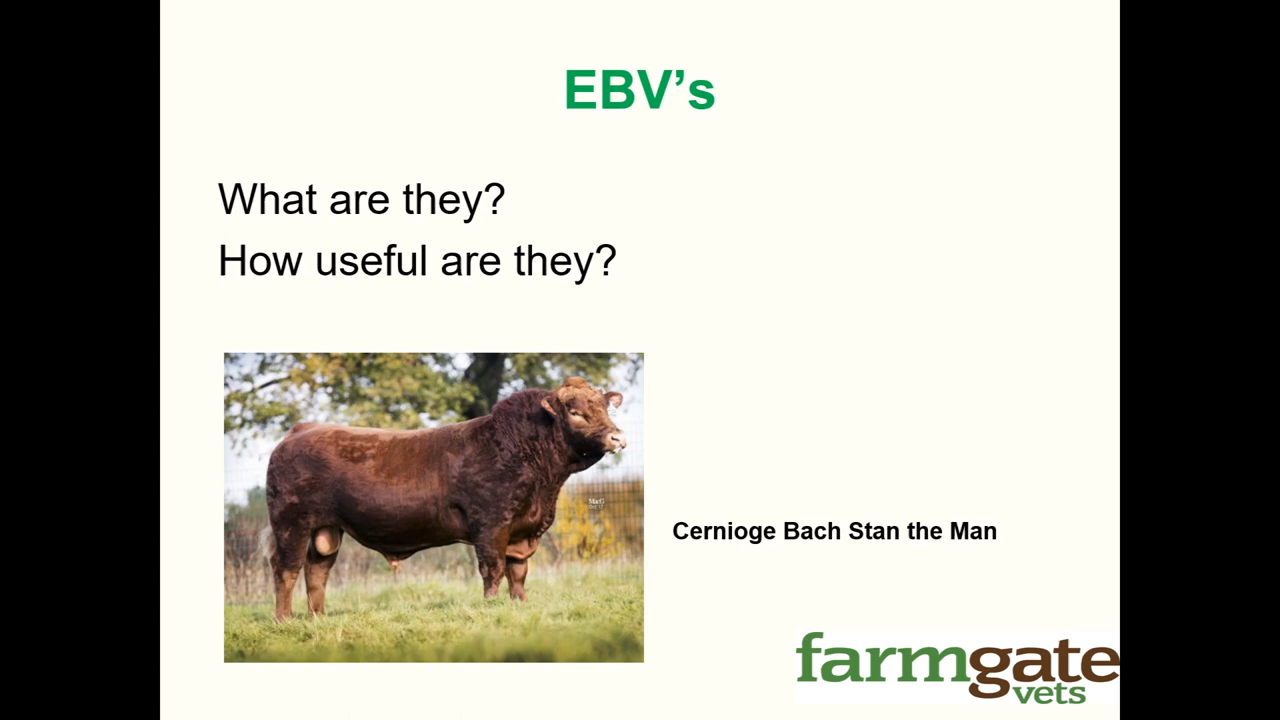 EBV’s
What are they?
How useful are they?
Cernioge Bach Stan the Man
farmgate
vets